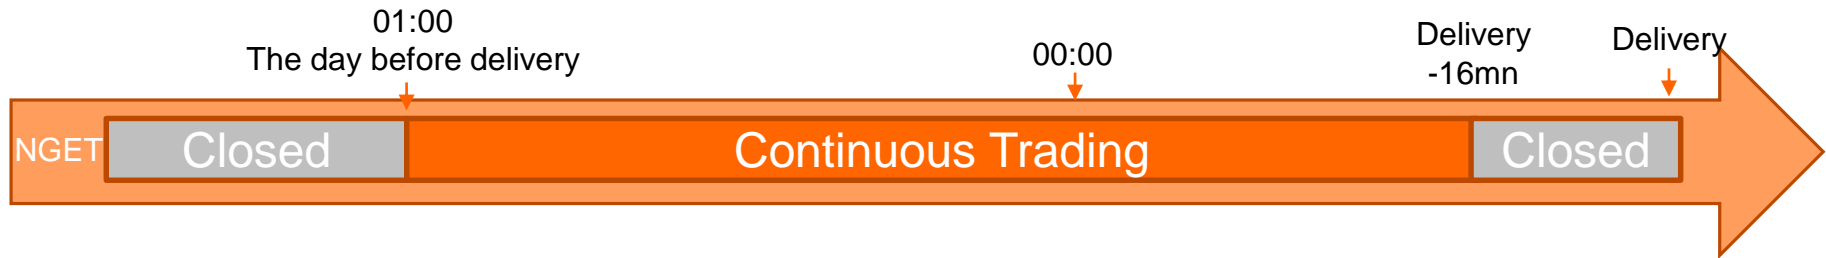 01:00
The day before delivery
00:00
Delivery
-16mn
Delivery
NGET
Closed
Continuous Trading
Closed